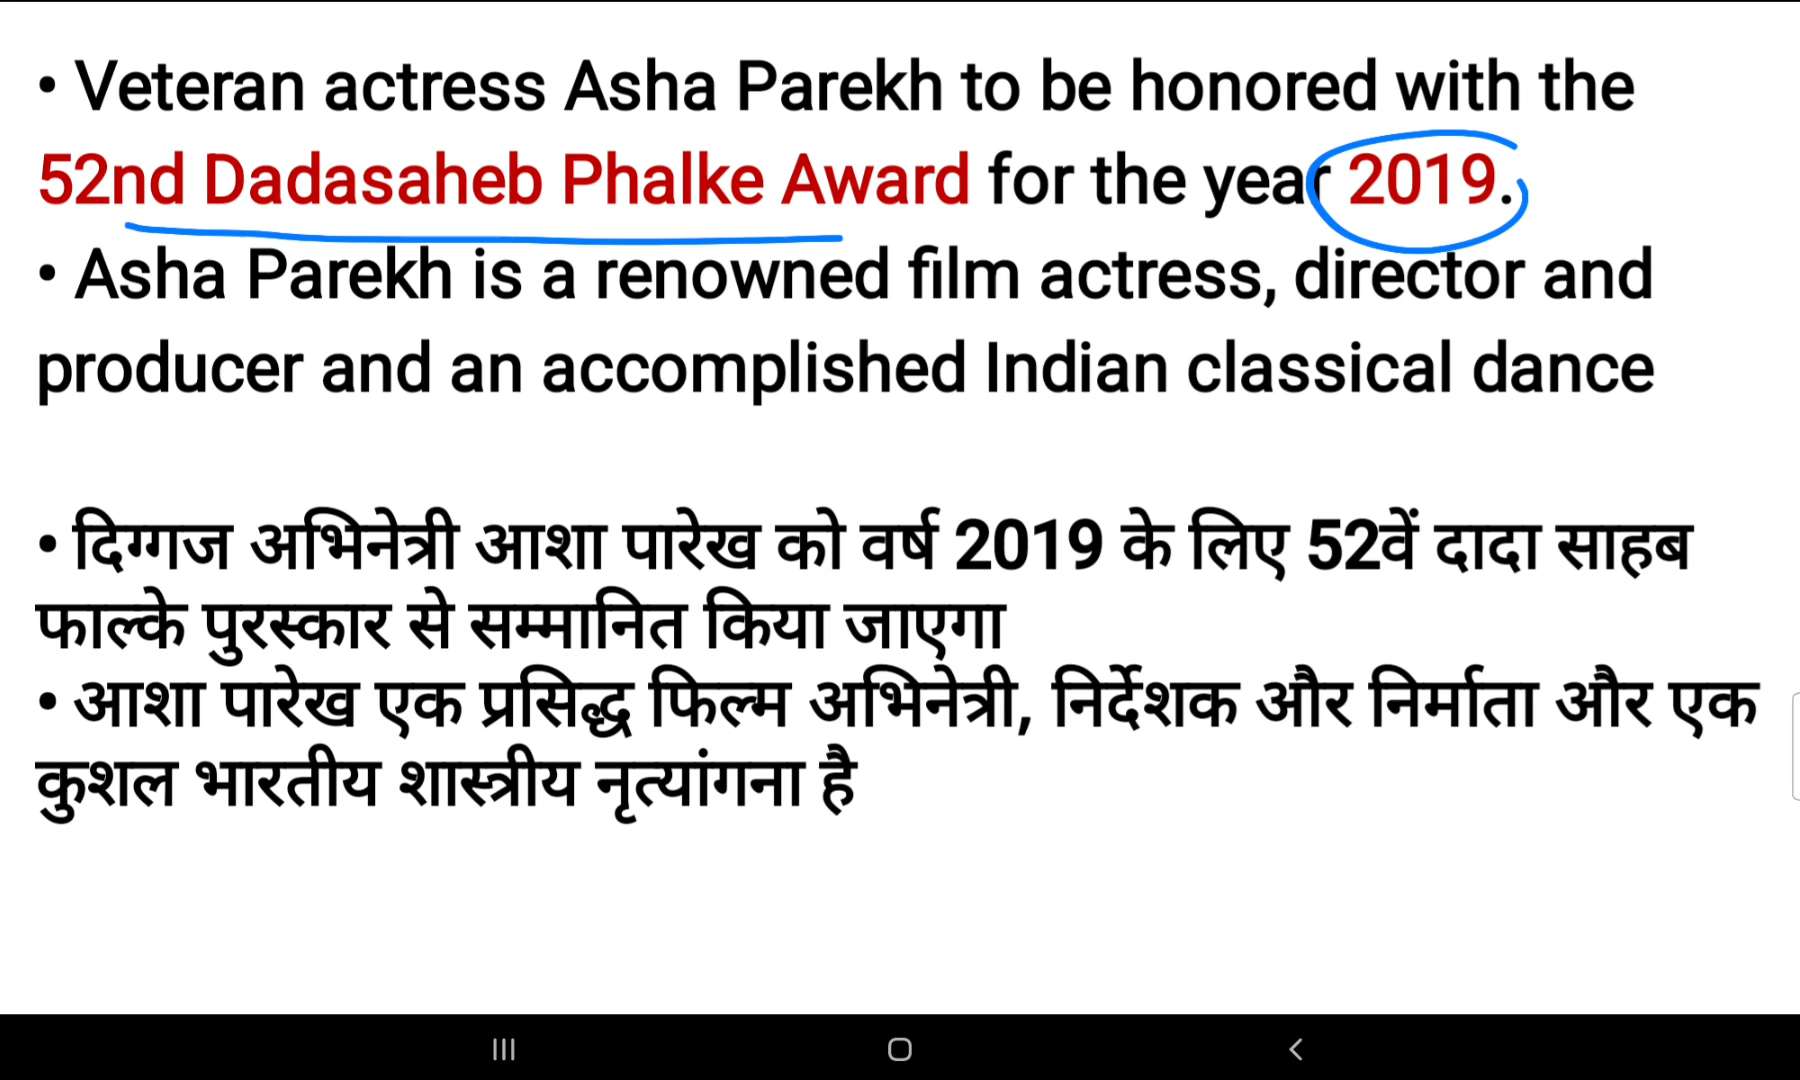 • Veteran actress Asha Parekh to be honored with the
52nd Dadasaheb Phalke Award for the year 2019.
• Asha Parekh is a renowned film actress, director and
producer and an accomplished Indian classical dance
• दिग्गज अभिनेत्री आशा पारेख को वर्ष 2019 के लिए 52वें दादा साहब
फाल्के पुरस्कार से सम्मानित किया जाएगा
• आशा पारेख एक प्रसिद्ध फिल्म अभिनेत्री, निर्देशक और निर्माता और एक
कुशल भारतीय शास्त्रीय नृत्यांगना है